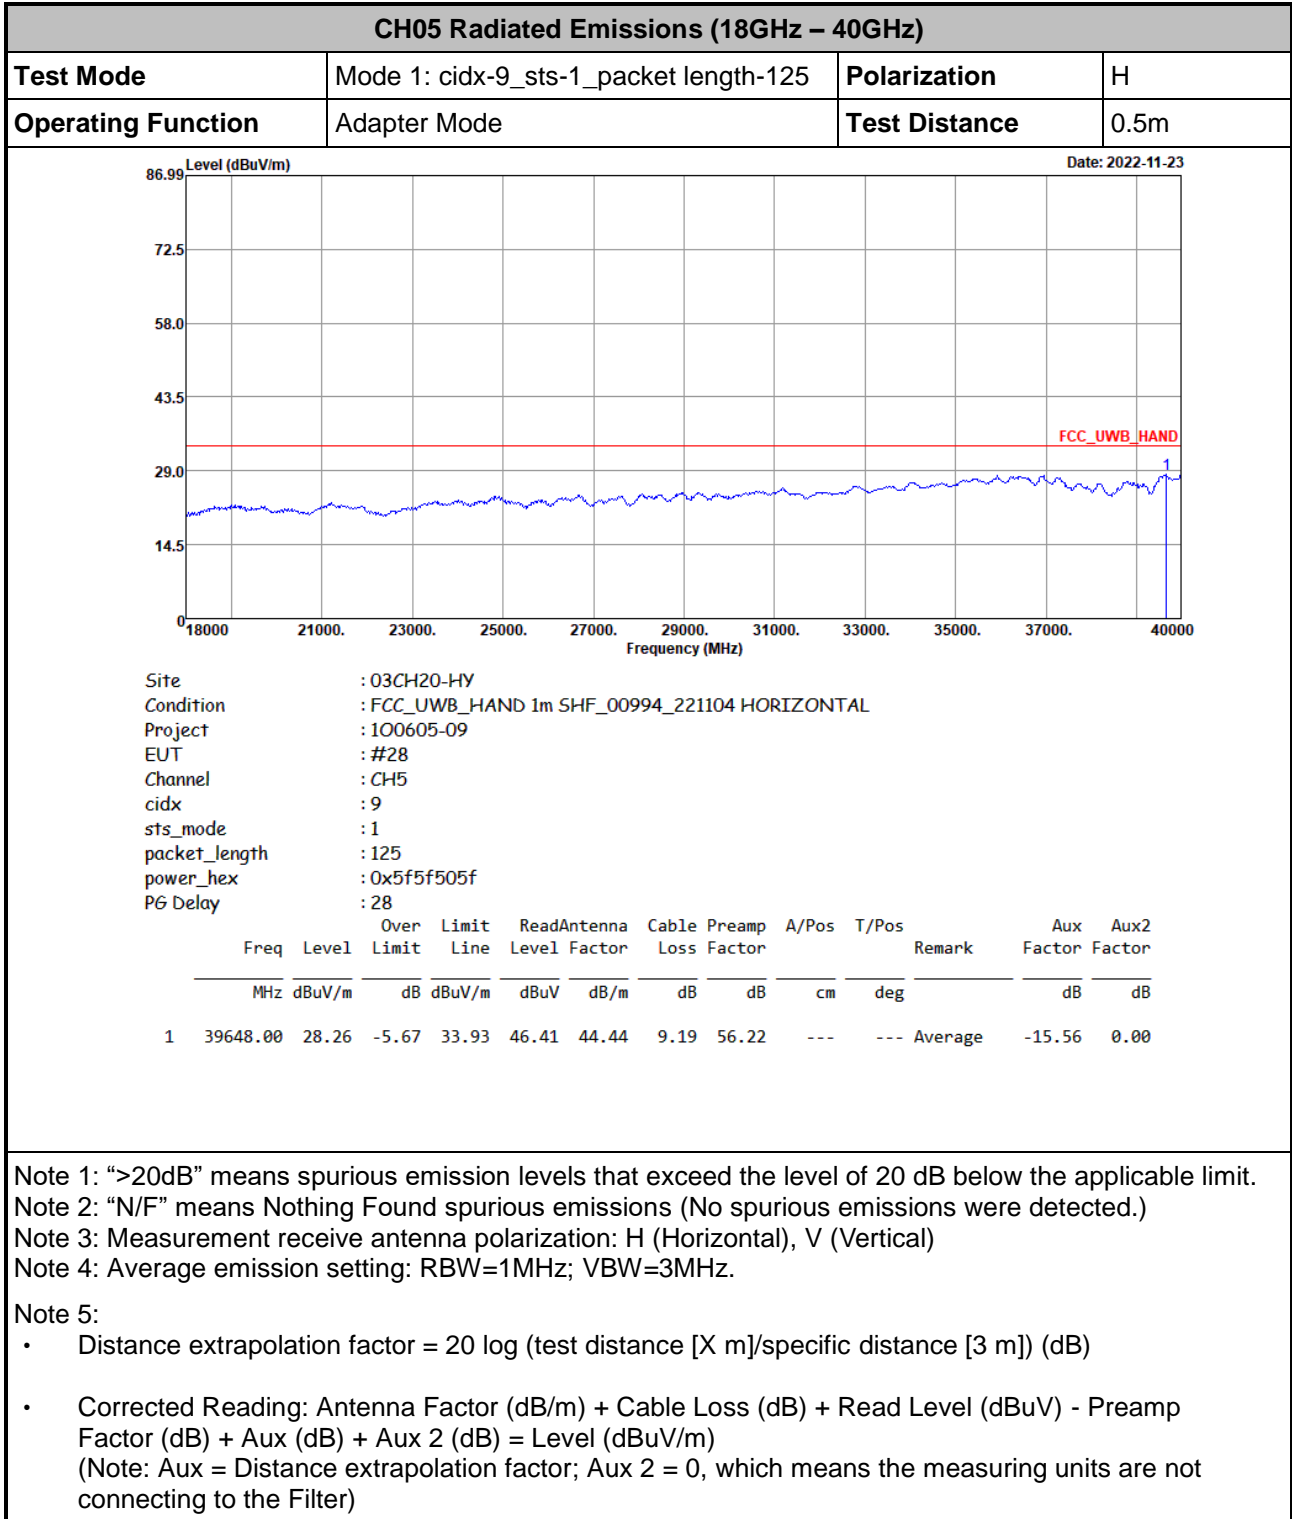 CH05 Radiated Emissions (18GHz – 40GHz)
Test Mode Mode 1: cidx-9_sts-1_packet length-125 Polarization H
Operating Function Adapter Mode Test Distance 0.5m
Level (dBuV/m) Date: 2022-11-23
86.99
72.5
58.0
43.5
FCC_UWB_HAND
1
29.0
14.5
0
18000 21000. 23000. 25000. 27000. 29000. 31000. 33000. 35000. 37000. 40000
Frequency (MHz)
Site : 03CH20-HY
Condition : FCC_UWB_HAND 1m SHF_00994_221104 HORIZONTAL
Project : 1O0605-09
EUT : #28
Channel : CH5
cidx : 9
sts_mode : 1
packet_length : 125
power_hex : 0x5f5f505f
PG Delay : 28
Over Limit ReadAntenna Cable Preamp A/Pos T/Pos Aux Aux2
Freq Level Limit Line Level Factor Loss Factor Remark Factor Factor
MHz dBuV/m dB dBuV/m dBuV dB/m dB dB cm deg dB dB
1 39648.00 28.26 -5.67 33.93 46.41 44.44 9.19 56.22 --- --- Average -15.56 0.00
Note 1: “>20dB” means spurious emission levels that exceed the level of 20 dB below the applicable limit.
Note 2: “N/F” means Nothing Found spurious emissions (No spurious emissions were detected.)
Note 3: Measurement receive antenna polarization: H (Horizontal), V (Vertical)
Note 4: Average emission setting: RBW=1MHz; VBW=3MHz.
Note 5:
• Distance extrapolation factor = 20 log (test distance [X m]/specific distance [3 m]) (dB)
• Corrected Reading: Antenna Factor (dB/m) + Cable Loss (dB) + Read Level (dBuV) - Preamp
Factor (dB) + Aux (dB) + Aux 2 (dB) = Level (dBuV/m)
(Note: Aux = Distance extrapolation factor; Aux 2 = 0, which means the measuring units are not
connecting to the Filter)